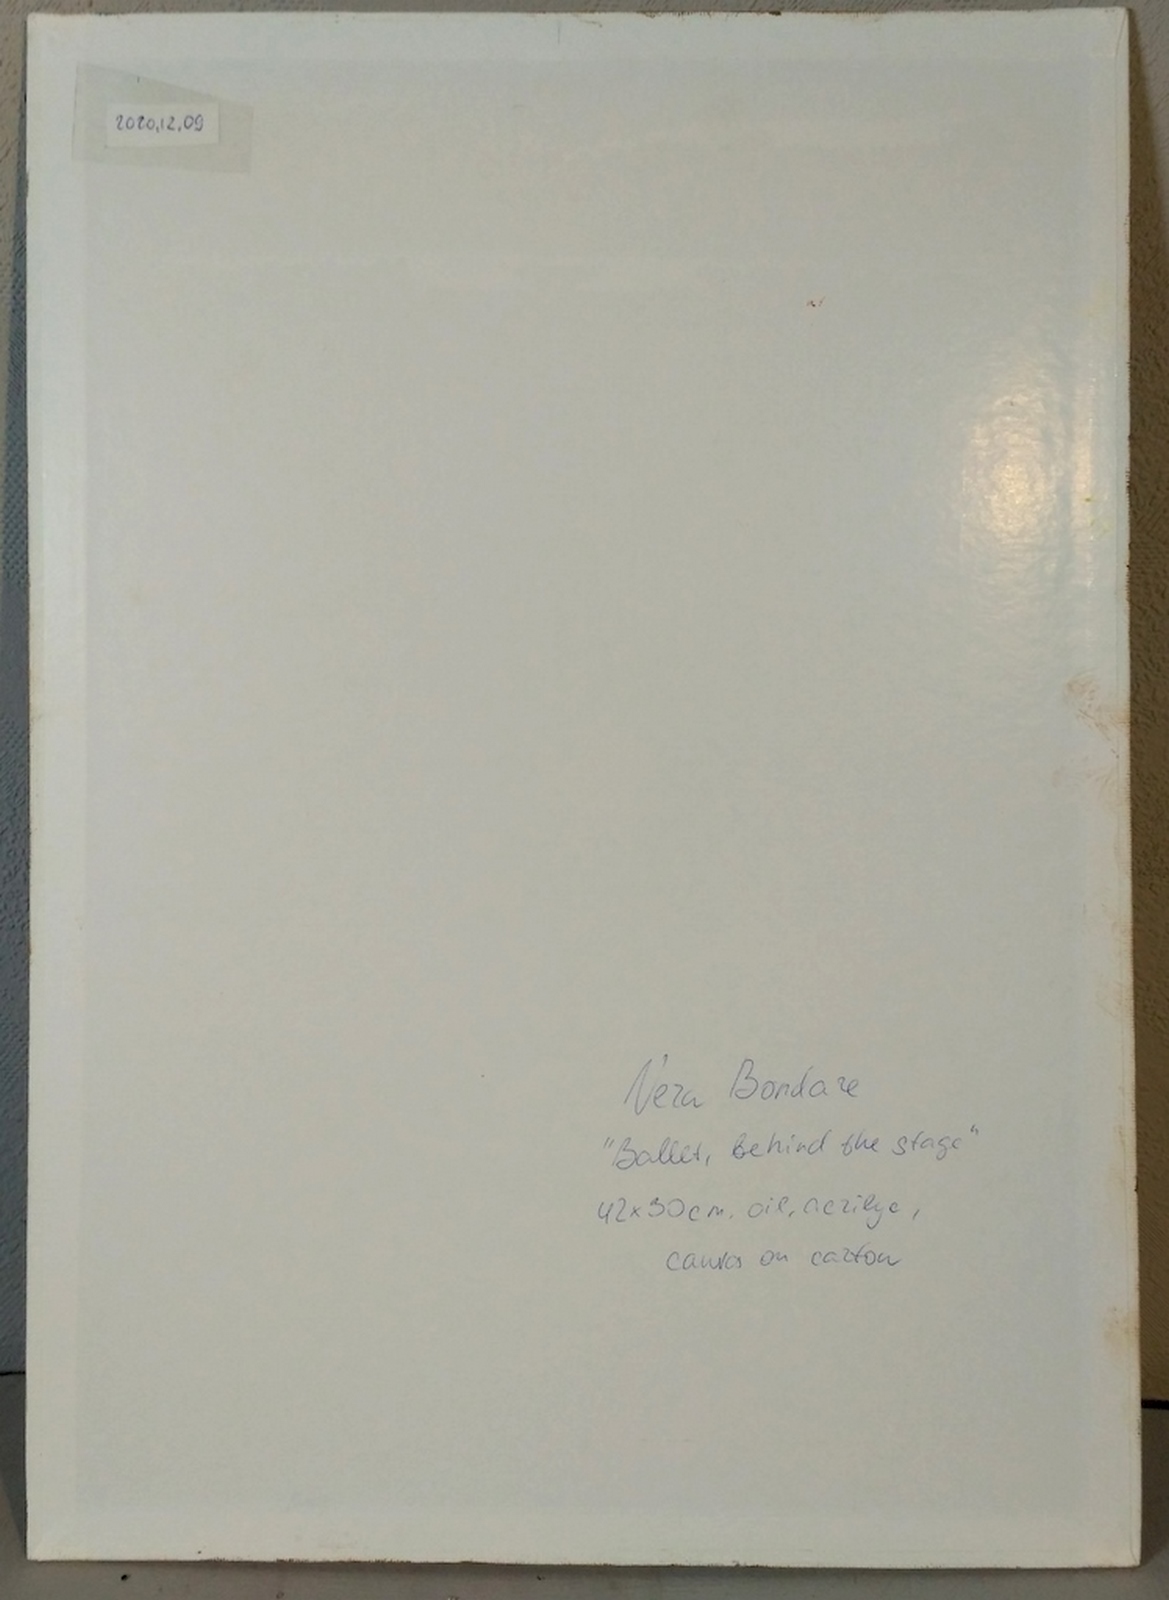 2020.12.09
Vera Bondare
"Ballet, behind the stage"
42x30cm. oil, acrilyc,
canvas on carton